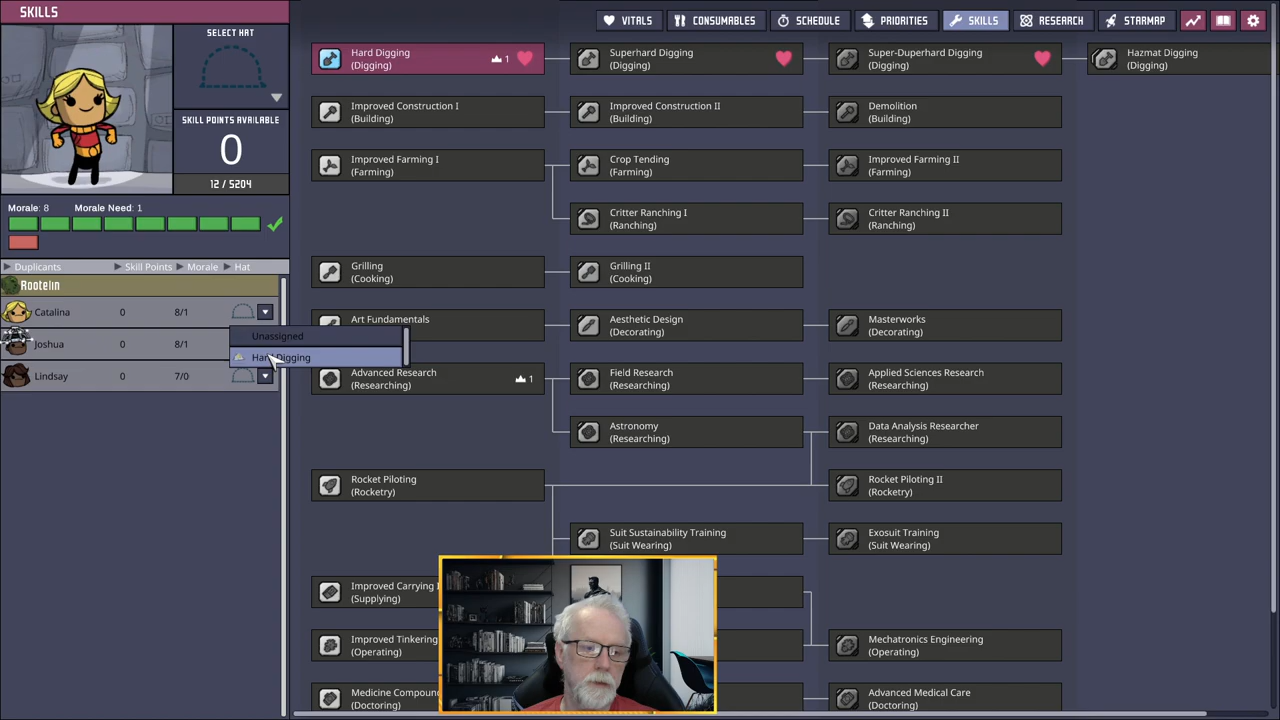 SKILLS
VITALS
CONSUMABLES
SCHEDULE
PRIORITIES
SKILLS
RESEARCH
STARMAP
SELECT HAT
SKILL POINTS AVAILABLE
0
12 / 5204
Morale: 8
Morale Need: 1
Duplicants
Skill Points
Morale
Hat
Rootelin
Catalina
0
8/1
Joshua
0
8/1
Lindsay
0
7/0
Unassigned
Hard Digging
Hard Digging
(Digging)
1
Superhard Digging
(Digging)
Super-Duperhard Digging
(Digging)
Hazmat Digging
(Digging)
Improved Construction I
(Building)
Improved Construction II
(Building)
Demolition
(Building)
Improved Farming I
(Farming)
Crop Tending
(Farming)
Improved Farming II
(Farming)
Critter Ranching I
(Ranching)
Critter Ranching II
(Ranching)
Grilling
(Cooking)
Grilling II
(Cooking)
Art Fundamentals
Aesthetic Design
(Decorating)
Masterworks
(Decorating)
Advanced Research
(Researching)
1
Field Research
(Researching)
Applied Sciences Research
(Researching)
Astronomy
(Researching)
Data Analysis Researcher
(Researching)
Rocket Piloting
(Rocketry)
Rocket Piloting II
(Rocketry)
Suit Sustainability Training
(Suit Wearing)
Exosuit Training
(Suit Wearing)
Improved Carrying
(Supplying)
Improved Tinkering
(Operating)
Mechatronics Engineering
(Operating)
Medicine Compoun
(Doctoring)
Advanced Medical Care
(Doctoring)